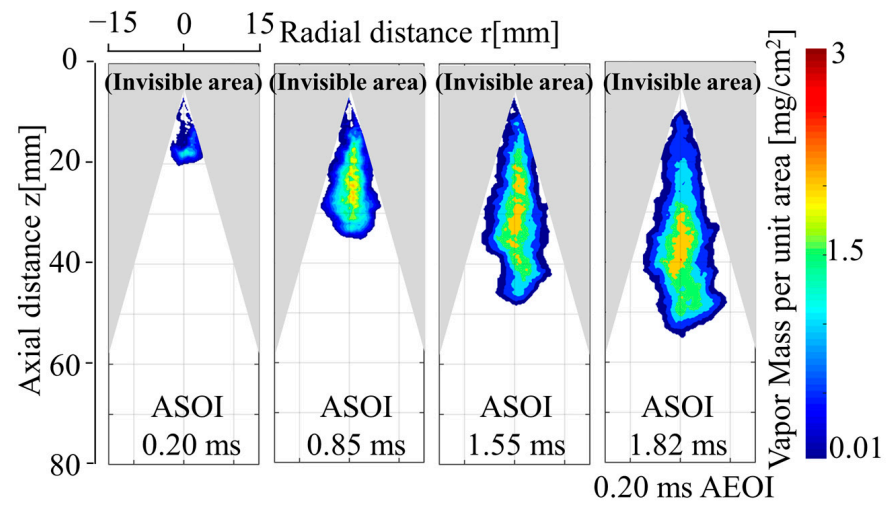 −15 0 15 Radial distance r[mm]
0
20
40
60
80
Axial distance z[mm]
(Invisible area) (Invisible area) (Invisible area) (Invisible area)
ASOI ASOI ASOI ASOI
0.20 ms 0.85 ms 1.55 ms 1.82 ms
0.20 ms AEOI
Vapor Mass per unit area [mg/cm²]
3
1.5
0.01